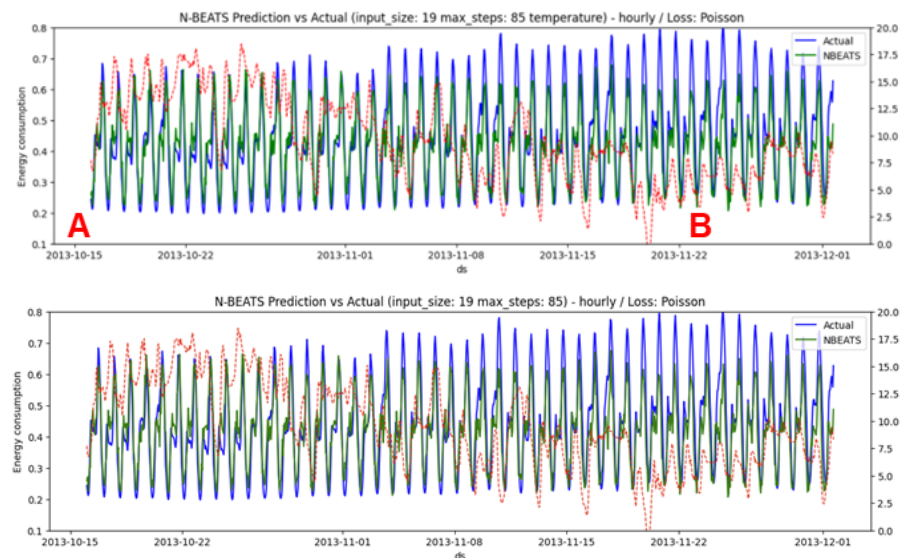 N-BEATS Prediction vs Actual (input_size: 19 max_steps: 85 temperature) - hourly / Loss: Poisson
0.8
0.7
0.6
0.5
0.4
0.3
0.2
0.1
Energy consumption
Actual
NBEATS
20.0
17.5
15.0
12.5
10.0
7.5
5.0
2.5
0.0
A
B
2013-10-15 2013-10-22 2013-11-01 2013-11-08 2013-11-15 2013-11-22 2013-12-01
ds
N-BEATS Prediction vs Actual (input_size: 19 max_steps: 85) - hourly / Loss: Poisson
0.8
0.7
0.6
0.5
0.4
0.3
0.2
0.1
Energy consumption
Actual
NBEATS
20.0
17.5
15.0
12.5
10.0
7.5
5.0
2.5
0.0
2013-10-15 2013-10-22 2013-11-01 2013-11-08 2013-11-15 2013-11-22 2013-12-01
ds